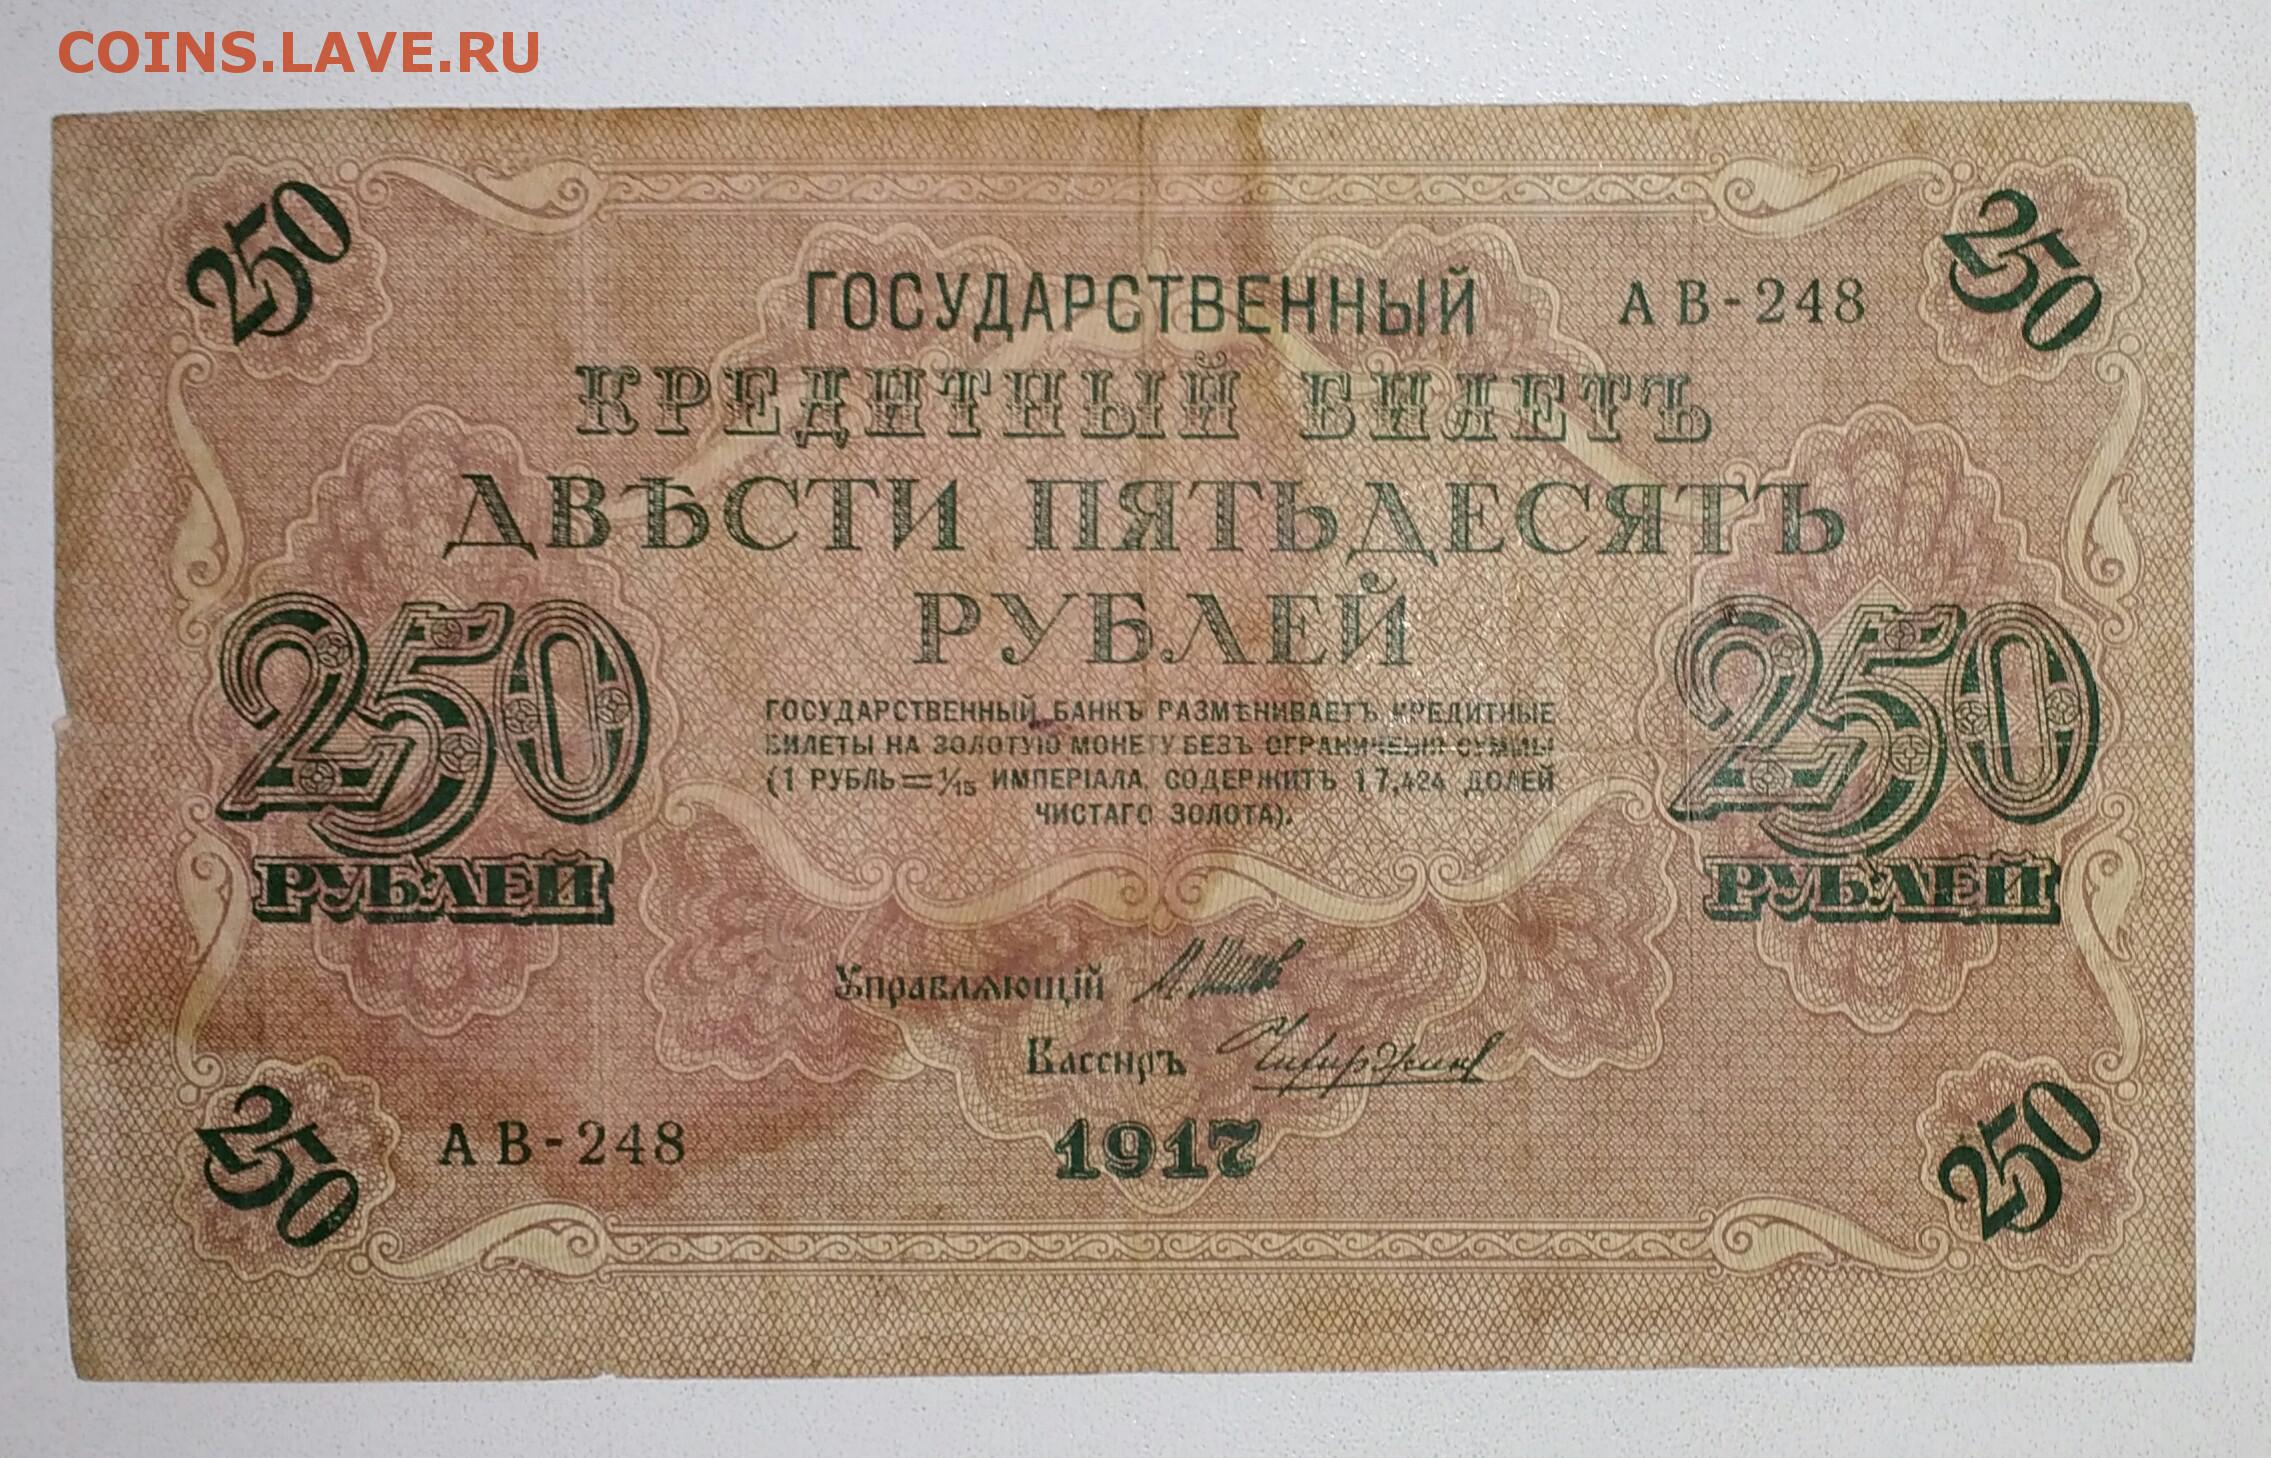 COINS.LAVE.RU
250
250
ГОСУДАРСТВЕННЫЙ
АВ-248
КРЕДИТНЫЙ БИЛЕТЪ
ДВѢСТИ ПЯТЬДЕСЯТЪ
РУБЛЕЙ
250
РУБЛЕЙ
250
РУБЛЕЙ
ГОСУДАРСТВЕННЫЙ БАНКЪ РАЗМѢНИВАЕТЪ КРЕДИТНЫЕ
БИЛЕТЫ НА ЗОЛОТУЮ МОНЕТУ БЕЗЪ ОГРАНИЧЕНІЯ СУММЫ
(1 РУБЛЬ=1/15 ИМПЕРІАЛА, СОДЕРЖИТЪ 17,424 ДОЛЕЙ
ЧИСТАГО ЗОЛОТА).
Управляющій
Кассиръ
250
АВ-248
1917
250